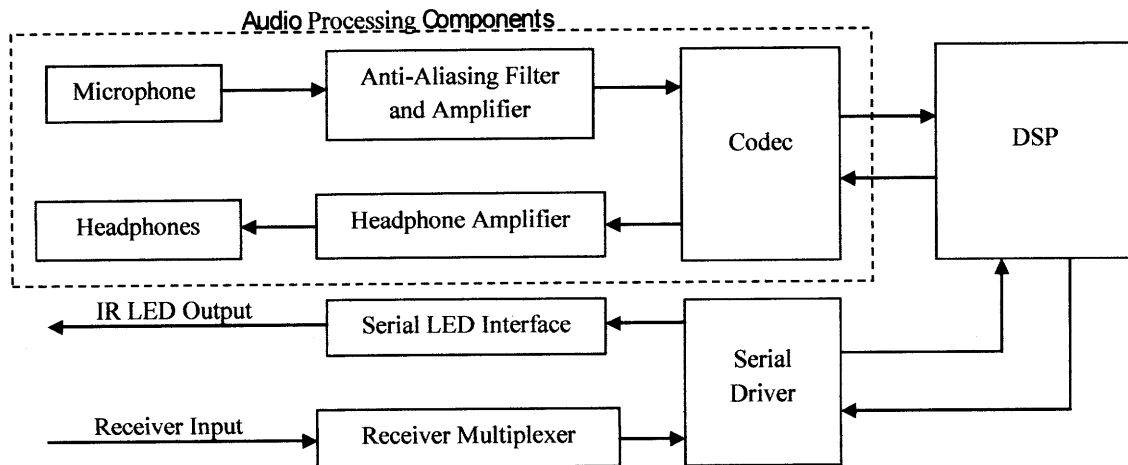 Audio Processing Components
Microphone
Anti-Aliasing Filter
and Amplifier
Codec
DSP
Headphones
Headphone Amplifier
IR LED Output
Serial LED Interface
Serial
Driver
Receiver Input
Receiver Multiplexer